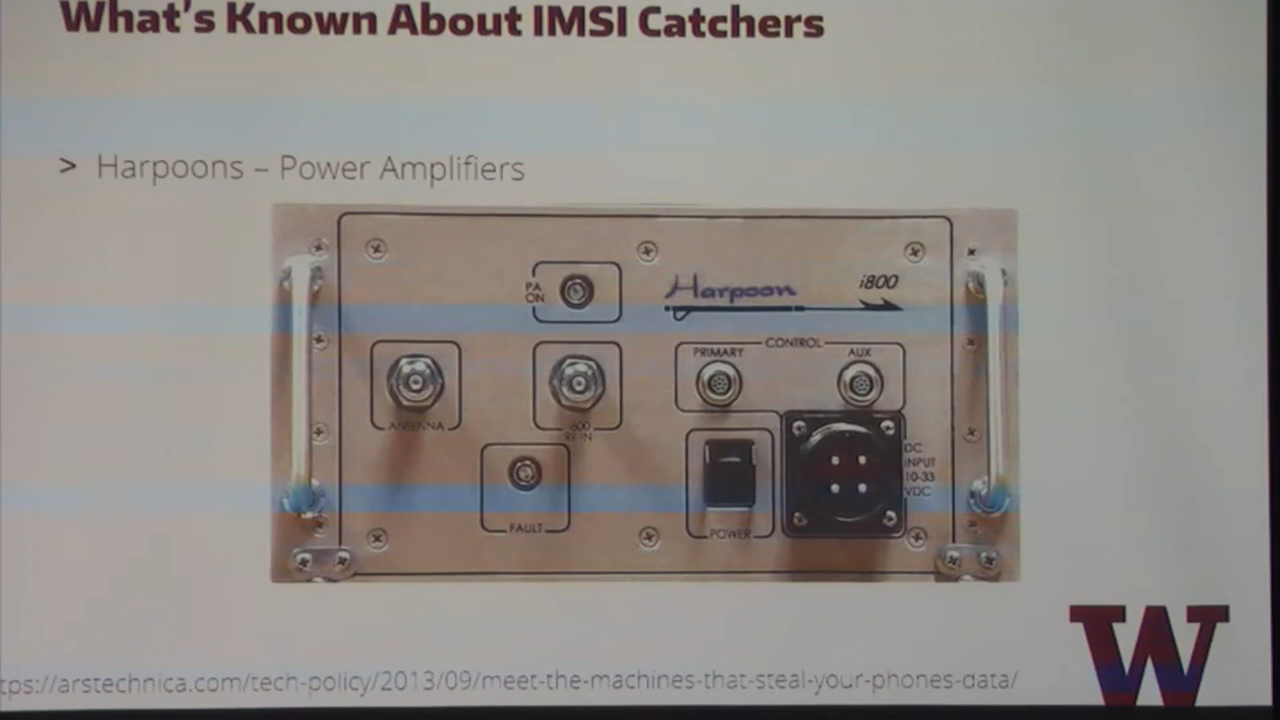 What's Known About IMSI Catchers
> Harpoons – Power Amplifiers
PA
ON
Harpoon
i800
CONTROL
PRIMARY
AUX
ANTENNA
RF IN
DC
INPUT
10-33
VDC
FAULT
POWER
tps://arstechnica.com/tech-policy/2013/09/meet-the-machines-that-steal-your-phones-data/
W